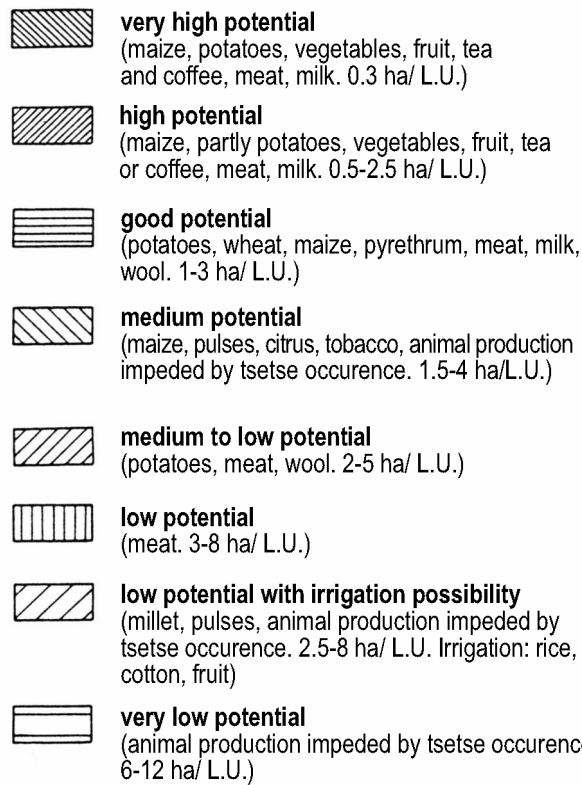 very high potential
(maize, potatoes, vegetables, fruit, tea
and coffee, meat, milk. 0.3 ha/ L.U.)
high potential
(maize, partly potatoes, vegetables, fruit, tea
or coffee, meat, milk. 0.5-2.5 ha/ L.U.)
good potential
(potatoes, wheat, maize, pyrethrum, meat, milk,
wool. 1-3 ha/ L.U.)
medium potential
(maize, pulses, citrus, tobacco, animal production
impeded by tsetse occurence. 1.5-4 ha/L.U.)
medium to low potential
(potatoes, meat, wool. 2-5 ha/ L.U.)
low potential
(meat. 3-8 ha/ L.U.)
low potential with irrigation possibility
(millet, pulses, animal production impeded by
tsetse occurence. 2.5-8 ha/ L.U. Irrigation: rice,
cotton, fruit)
very low potential
(animal production impeded by tsetse occurenc
6-12 ha/ L.U.)